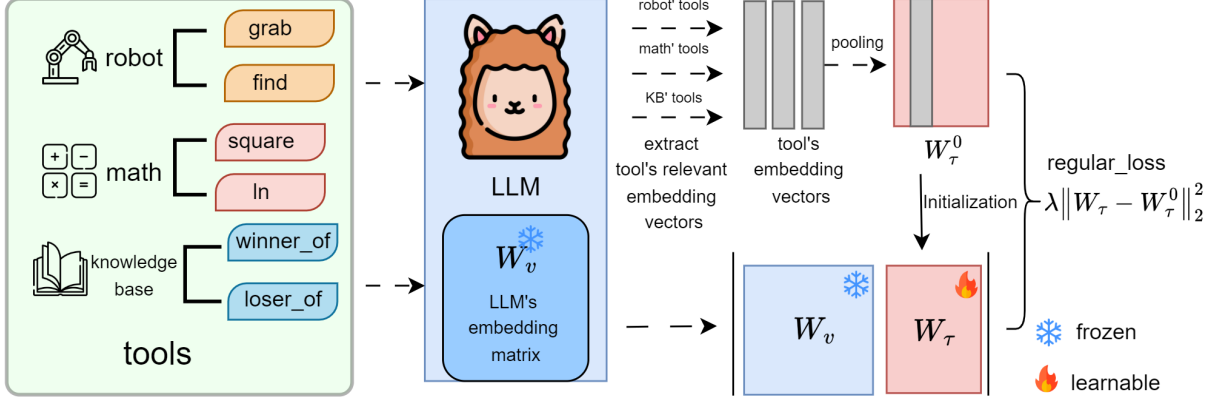 robot
grab
find
math
square
ln
knowledge
base
winner_of
loser_of
tools
LLM
W_v
LLM's
embedding
matrix
robot' tools
math' tools
KB' tools
extract
tool's relevant
embedding
vectors
tool's
embedding
vectors
pooling
W_τ^0
Initialization
W_v
W_τ
regular_loss
λ‖W_τ − W_τ^0‖_2^2
frozen
learnable